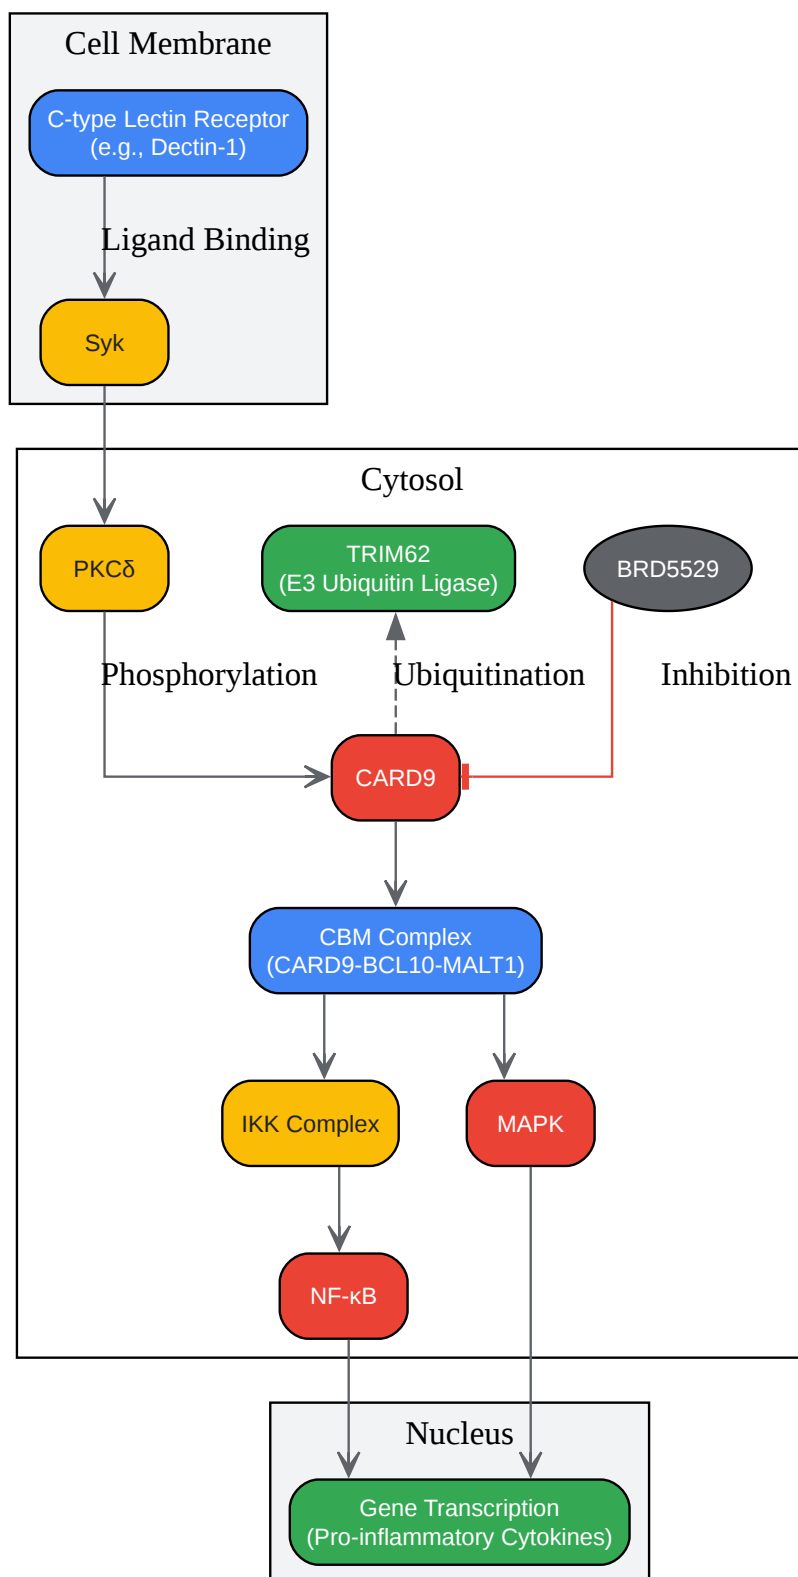 Cell Membrane
C-type Lectin Receptor
(e.g., Dectin-1)
Ligand Binding
Syk
Cytosol
PKCδ
TRIM62
(E3 Ubiquitin Ligase)
BRD5529
Phosphorylation
Ubiquitination
Inhibition
CARD9
CBM Complex
(CARD9-BCL10-MALT1)
IKK Complex
MAPK
NF-κB
Nucleus
Gene Transcription
(Pro-inflammatory Cytokines)